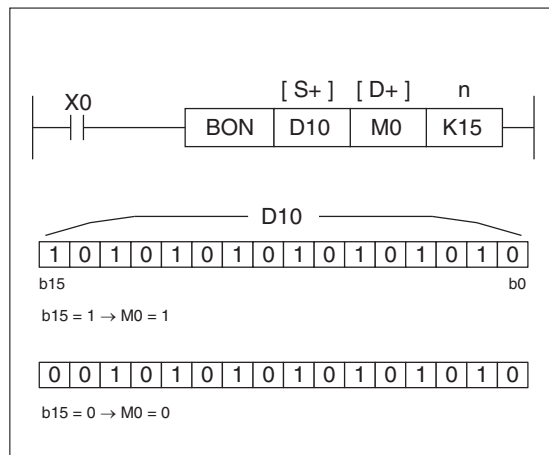 [ S+ ] [ D+ ] n
X0
BON D10 M0 K15
D10
1 0 1 0 1 0 1 0 1 0 1 0 1 0 1 0
b15 b0
b15 = 1 → M0 = 1
0 0 1 0 1 0 1 0 1 0 1 0 1 0 1 0
b15 = 0 → M0 = 0